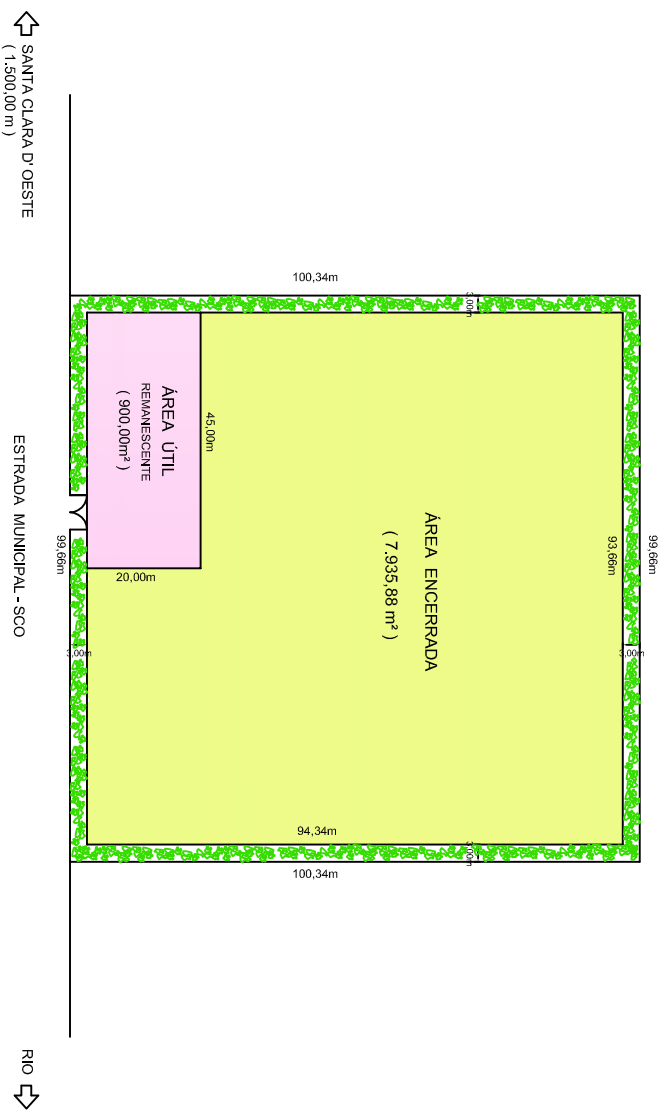 SANTA CLARA D' OESTE
( 1.500,00 m )
100,34m
3,00m
ÁREA ÚTIL
REMANESCENTE
( 900,00m² )
45,00m
20,00m
ÁREA ENCERRADA
( 7.935,88 m² )
93,66m
99,66m
99,66m
ESTRADA MUNICIPAL - SCO
3,00m
3,00m
94,34m
3,00m
100,34m
RIO